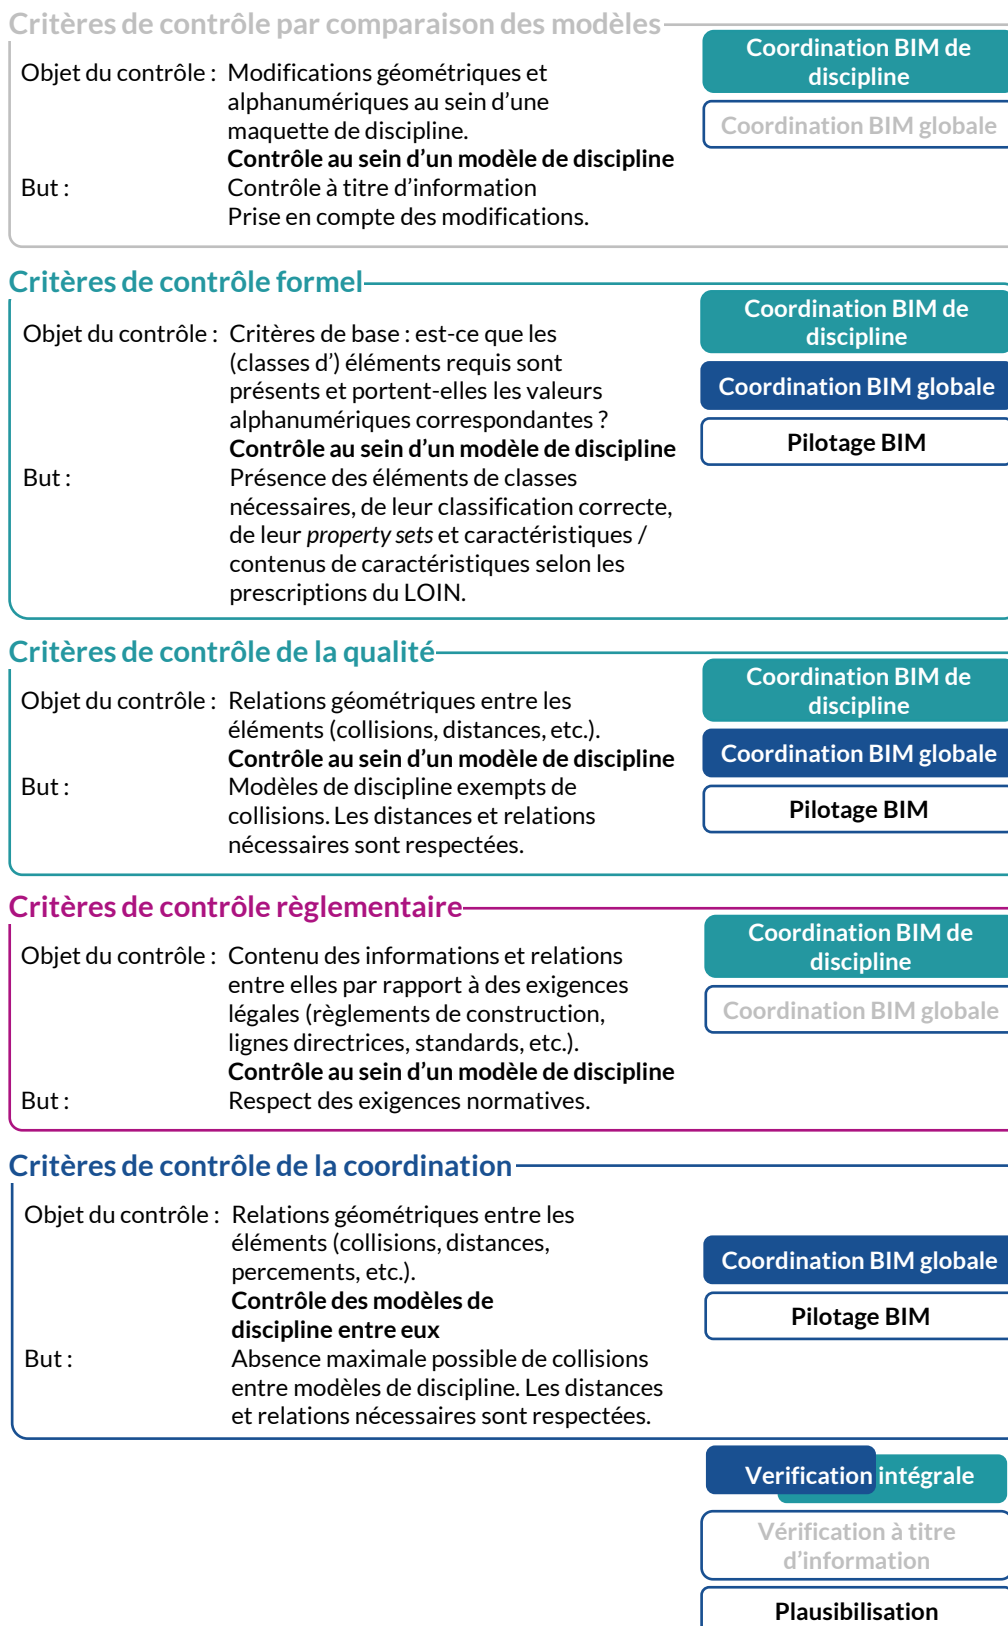 Critères de contrôle par comparaison des modèles
Coordination BIM de
discipline
Coordination BIM globale
Objet du contrôle : Modifications géométriques et
alphanumériques au sein d’une
maquette de discipline.
Contrôle au sein d’un modèle de discipline
But : Contrôle à titre d’information
Prise en compte des modifications.
Critères de contrôle formel
Coordination BIM de
discipline
Coordination BIM globale
Pilotage BIM
Objet du contrôle : Critères de base : est-ce que les
(classes d’) éléments requis sont
présents et portent-elles les valeurs
alphanumériques correspondantes ?
Contrôle au sein d’un modèle de discipline
But : Présence des éléments de classes
nécessaires, de leur classification correcte,
de leur property sets et caractéristiques /
contenus de caractéristiques selon les
prescriptions du LOIN.
Critères de contrôle de la qualité
Coordination BIM de
discipline
Coordination BIM globale
Pilotage BIM
Objet du contrôle : Relations géométriques entre les
éléments (collisions, distances, etc.).
Contrôle au sein d’un modèle de discipline
But : Modèles de discipline exempts de
collisions. Les distances et relations
nécessaires sont respectées.
Critères de contrôle règlementaire
Coordination BIM de
discipline
Coordination BIM globale
Objet du contrôle : Contenu des informations et relations
entre elles par rapport à des exigences
légales (règlements de construction,
lignes directrices, standards, etc.).
Contrôle au sein d’un modèle de discipline
But : Respect des exigences normatives.
Critères de contrôle de la coordination
Coordination BIM globale
Pilotage BIM
Objet du contrôle : Relations géométriques entre les
éléments (collisions, distances,
percements, etc.).
Contrôle des modèles de
discipline entre eux
But : Absence maximale possible de collisions
entre modèles de discipline. Les distances
et relations nécessaires sont respectées.
Verification intégrale
Vérification à titre
d’information
Plausibilisation